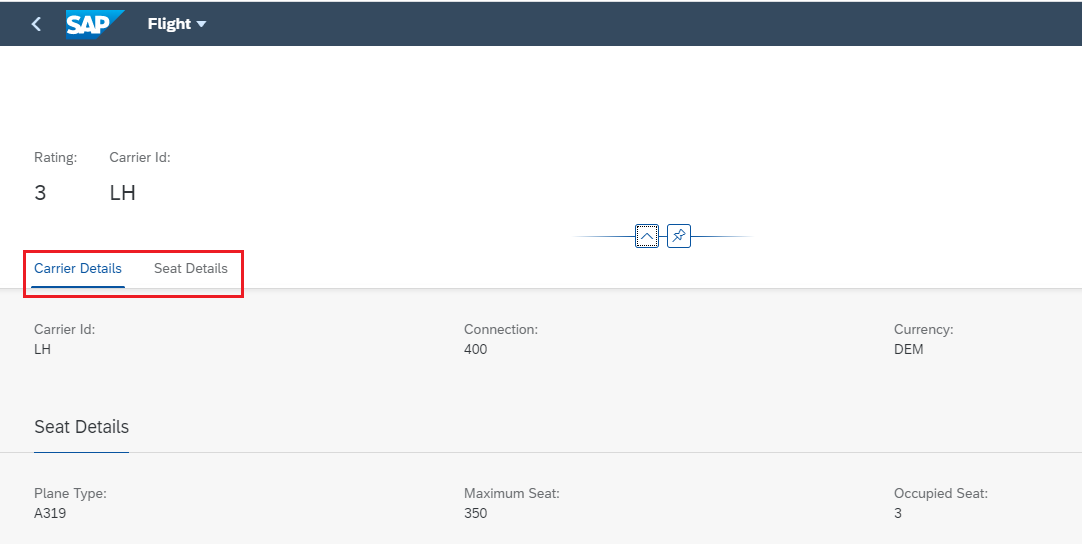 SAP Flight
Rating: Carrier Id:
3 LH
Carrier Details Seat Details
Carrier Id: Connection: Currency:
LH 400 DEM
Seat Details
Plane Type: Maximum Seat: Occupied Seat:
A319 350 3